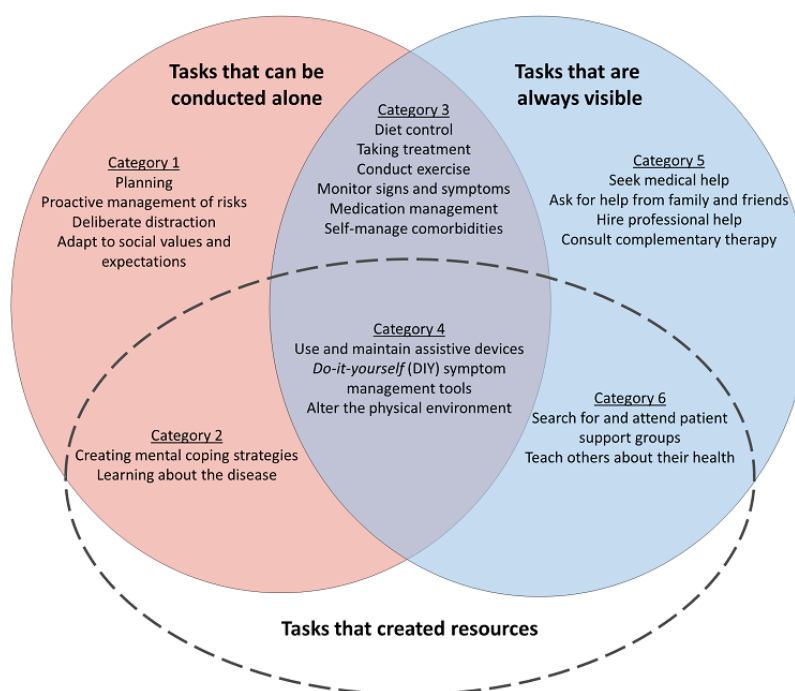 Tasks that can be
conducted alone
Tasks that are
always visible
Category 1
Planning
Proactive management of risks
Deliberate distraction
Adapt to social values and
expectations
Category 3
Diet control
Taking treatment
Conduct exercise
Monitor signs and symptoms
Medication management
Self-manage comorbidities
Category 5
Seek medical help
Ask for help from family and friends
Hire professional help
Consult complementary therapy
Category 2
Creating mental coping strategies
Learning about the disease
Category 4
Use and maintain assistive devices
Do-it-yourself (DIY) symptom
management tools
Alter the physical environment
Category 6
Search for and attend patient
support groups
Teach others about their health
Tasks that created resources